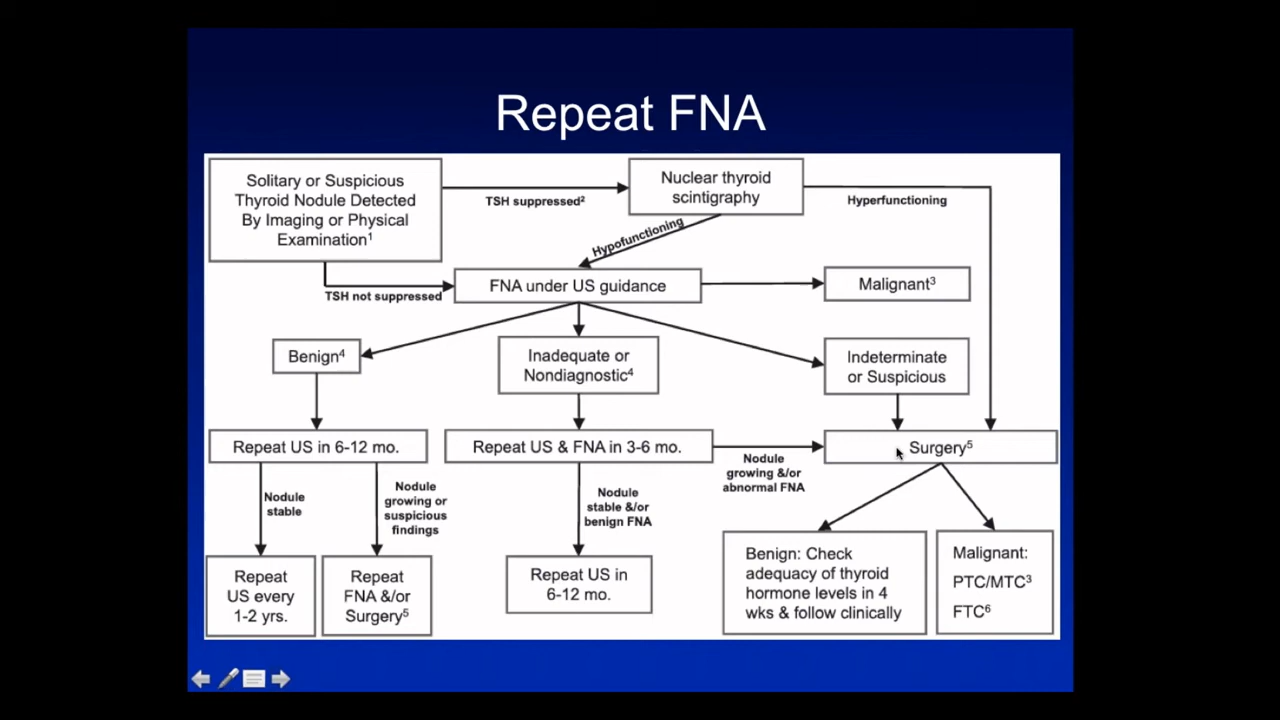 Repeat FNA
Solitary or Suspicious
Thyroid Nodule Detected
By Imaging or Physical
Examination¹
TSH suppressed²
Nuclear thyroid
scintigraphy
Hyperfunctioning
Hypofunctioning
TSH not suppressed
FNA under US guidance
Malignant³
Benign⁴
Inadequate or
Nondiagnostic⁴
Indeterminate
or Suspicious
Repeat US in 6-12 mo.
Repeat US & FNA in 3-6 mo.
Nodule
growing &/or
abnormal FNA
Surgery⁵
Nodule
stable
Nodule
growing or
suspicious
findings
Nodule
stable &/or
benign FNA
Repeat
US every
1-2 yrs.
Repeat
FNA &/or
Surgery⁵
Repeat US in
6-12 mo.
Benign: Check
adequacy of thyroid
hormone levels in 4
wks & follow clinically
Malignant:
PTC/MTC³
FTC⁶